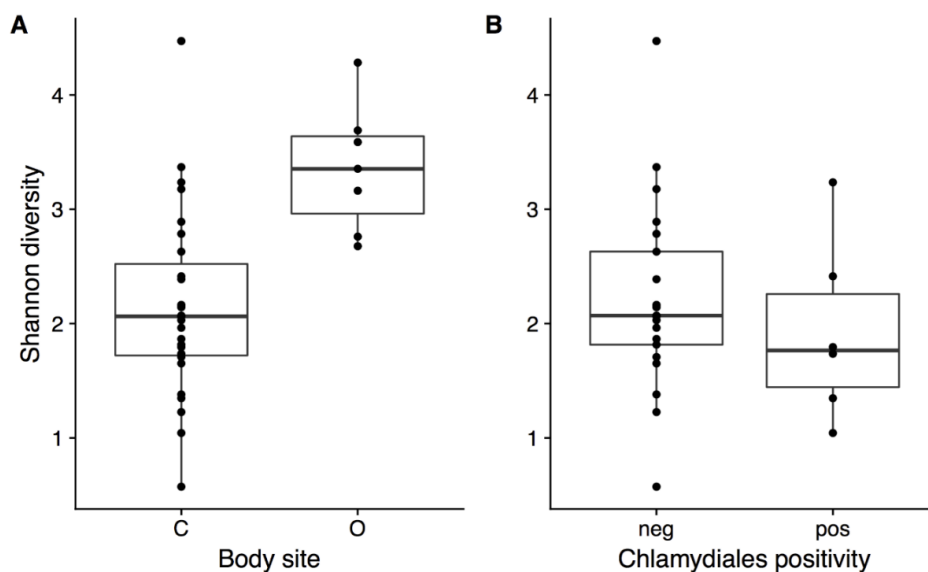 A
Shannon diversity
4
3
2
1
C O
Body site
B
4
3
2
1
neg pos
Chlamydiales positivity